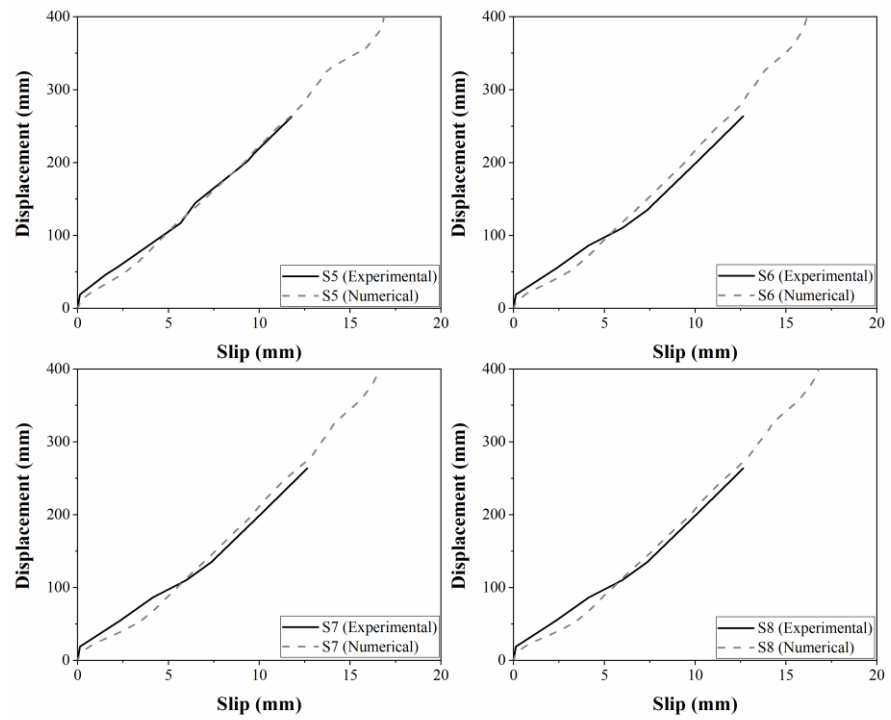 400
300
200
100
0
Displacement (mm)
S5 (Experimental)
S5 (Numerical)
0 5 10 15 20
Slip (mm)
400
300
200
100
0
Displacement (mm)
S6 (Experimental)
S6 (Numerical)
0 5 10 15 20
Slip (mm)
400
300
200
100
0
Displacement (mm)
S7 (Experimental)
S7 (Numerical)
0 5 10 15 20
Slip (mm)
400
300
200
100
0
Displacement (mm)
S8 (Experimental)
S8 (Numerical)
0 5 10 15 20
Slip (mm)